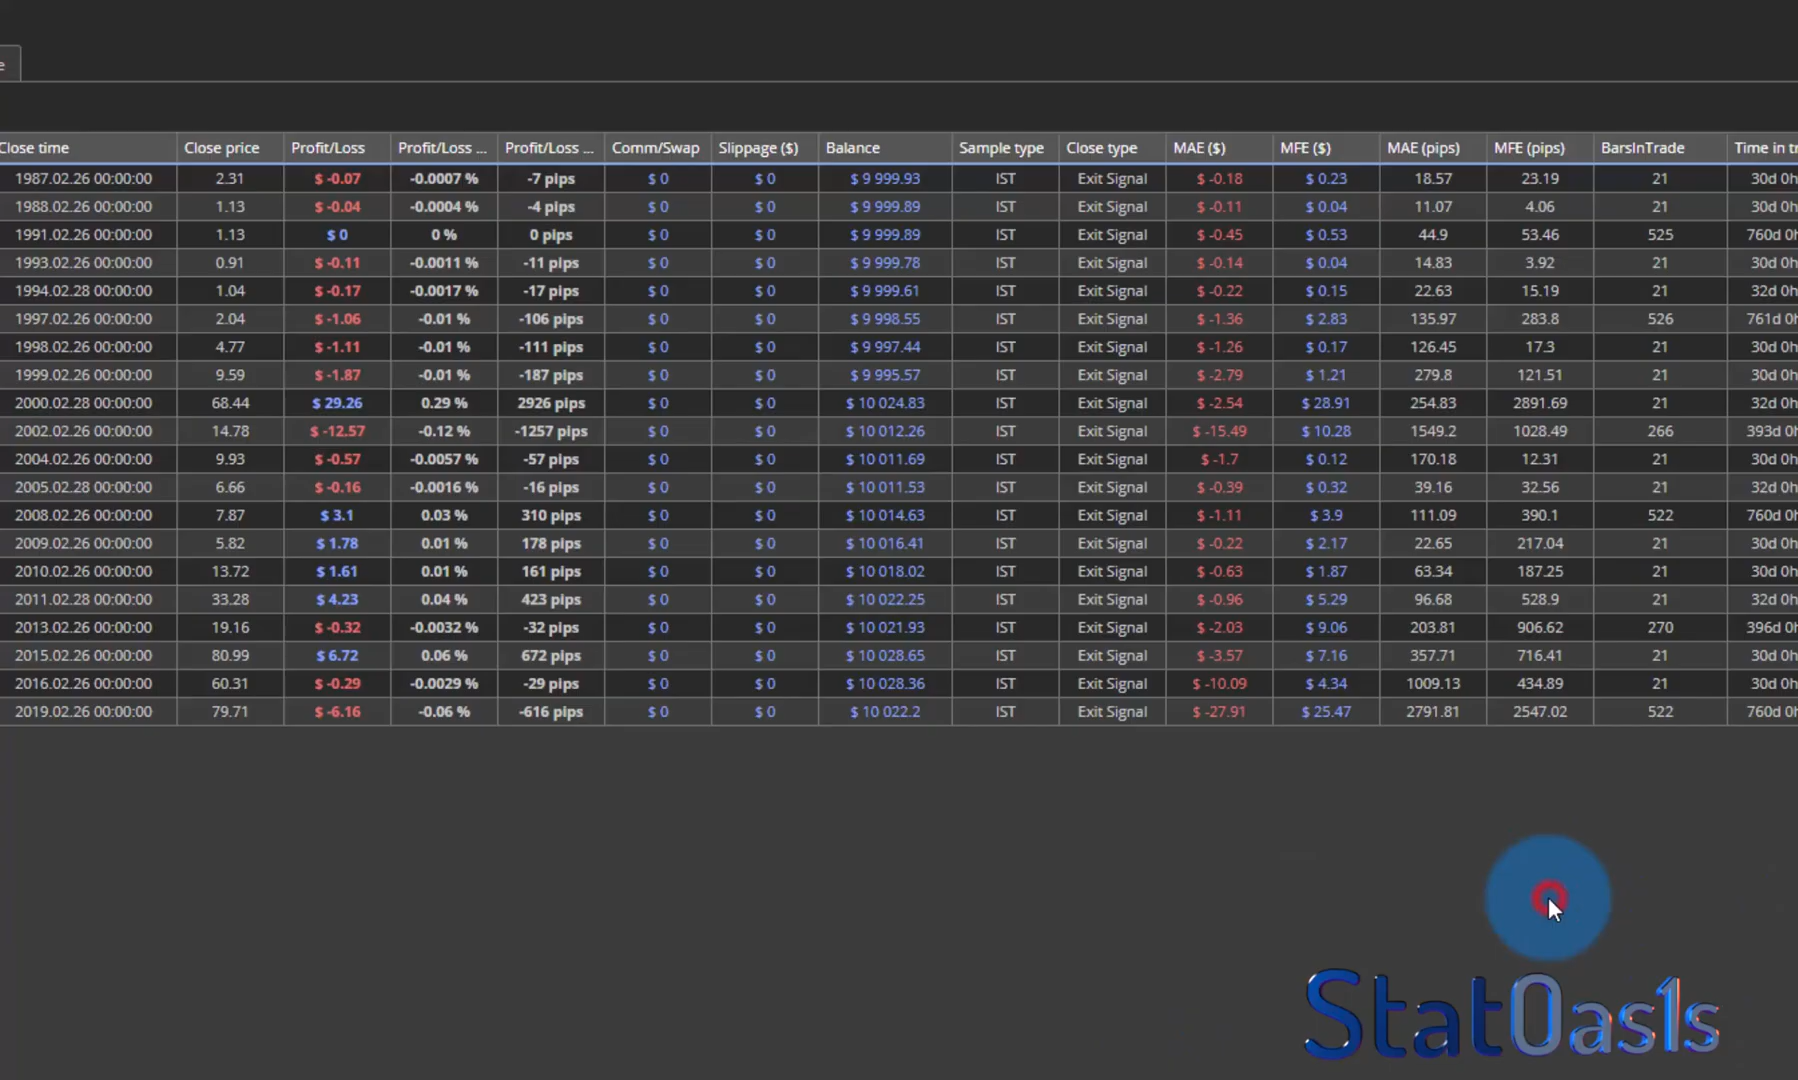 e
Close time Close price Profit/Loss Profit/Loss ... Profit/Loss ... Comm/Swap Slippage ($) Balance Sample type Close type MAE ($) MFE ($) MAE (pips) MFE (pips) BarsInTrade Time in tr
1987.02.26 00:00:00 2.31 $ -0.07 -0.0007 % -7 pips $ 0 $ 0 $ 9 999.93 IST Exit Signal $ -0.18 $ 0.23 18.57 23.19 21 30d 0h
1988.02.26 00:00:00 1.13 $ -0.04 -0.0004 % -4 pips $ 0 $ 0 $ 9 999.89 IST Exit Signal $ -0.11 $ 0.04 11.07 4.06 21 30d 0h
1991.02.26 00:00:00 1.13 $ 0 0 % 0 pips $ 0 $ 0 $ 9 999.89 IST Exit Signal $ -0.45 $ 0.53 44.9 53.46 525 760d 0h
1993.02.26 00:00:00 0.91 $ -0.11 -0.0011 % -11 pips $ 0 $ 0 $ 9 999.78 IST Exit Signal $ -0.14 $ 0.04 14.83 3.92 21 30d 0h
1994.02.28 00:00:00 1.04 $ -0.17 -0.0017 % -17 pips $ 0 $ 0 $ 9 999.61 IST Exit Signal $ -0.22 $ 0.15 22.63 15.19 21 32d 0h
1997.02.26 00:00:00 2.04 $ -1.06 -0.01 % -106 pips $ 0 $ 0 $ 9 998.55 IST Exit Signal $ -1.36 $ 2.83 135.97 283.8 526 761d 0h
1998.02.26 00:00:00 4.77 $ -1.11 -0.01 % -111 pips $ 0 $ 0 $ 9 997.44 IST Exit Signal $ -1.26 $ 0.17 126.45 17.3 21 30d 0h
1999.02.26 00:00:00 9.59 $ -1.87 -0.01 % -187 pips $ 0 $ 0 $ 9 995.57 IST Exit Signal $ -2.79 $ 1.21 279.8 121.51 21 30d 0h
2000.02.28 00:00:00 68.44 $ 29.26 0.29 % 2926 pips $ 0 $ 0 $ 10 024.83 IST Exit Signal $ -2.54 $ 28.91 254.83 2891.69 21 32d 0h
2002.02.26 00:00:00 14.78 $ -12.57 -0.12 % -1257 pips $ 0 $ 0 $ 10 012.26 IST Exit Signal $ -15.49 $ 10.28 1549.2 1028.49 266 393d 0h
2004.02.26 00:00:00 9.93 $ -0.57 -0.0057 % -57 pips $ 0 $ 0 $ 10 011.69 IST Exit Signal $ -1.7 $ 0.12 170.18 12.31 21 30d 0h
2005.02.28 00:00:00 6.66 $ -0.16 -0.0016 % -16 pips $ 0 $ 0 $ 10 011.53 IST Exit Signal $ -0.39 $ 0.32 39.16 32.56 21 32d 0h
2008.02.26 00:00:00 7.87 $ 3.1 0.03 % 310 pips $ 0 $ 0 $ 10 014.63 IST Exit Signal $ -1.11 $ 3.9 111.09 390.1 522 760d 0h
2009.02.26 00:00:00 5.82 $ 1.78 0.01 % 178 pips $ 0 $ 0 $ 10 016.41 IST Exit Signal $ -0.22 $ 2.17 22.65 217.04 21 30d 0h
2010.02.26 00:00:00 13.72 $ 1.61 0.01 % 161 pips $ 0 $ 0 $ 10 018.02 IST Exit Signal $ -0.63 $ 1.87 63.34 187.25 21 30d 0h
2011.02.28 00:00:00 33.28 $ 4.23 0.04 % 423 pips $ 0 $ 0 $ 10 022.25 IST Exit Signal $ -0.96 $ 5.29 96.68 528.9 21 32d 0h
2013.02.26 00:00:00 19.16 $ -0.32 -0.0032 % -32 pips $ 0 $ 0 $ 10 021.93 IST Exit Signal $ -2.03 $ 9.06 203.81 906.62 270 396d 0h
2015.02.26 00:00:00 80.99 $ 6.72 0.06 % 672 pips $ 0 $ 0 $ 10 028.65 IST Exit Signal $ -3.57 $ 7.16 357.71 716.41 21 30d 0h
2016.02.26 00:00:00 60.31 $ -0.29 -0.0029 % -29 pips $ 0 $ 0 $ 10 028.36 IST Exit Signal $ -10.09 $ 4.34 1009.13 434.89 21 30d 0h
2019.02.26 00:00:00 79.71 $ -6.16 -0.06 % -616 pips $ 0 $ 0 $ 10 022.2 IST Exit Signal $ -27.91 $ 25.47 2791.81 2547.02 522 760d 0h
Stat0as1s